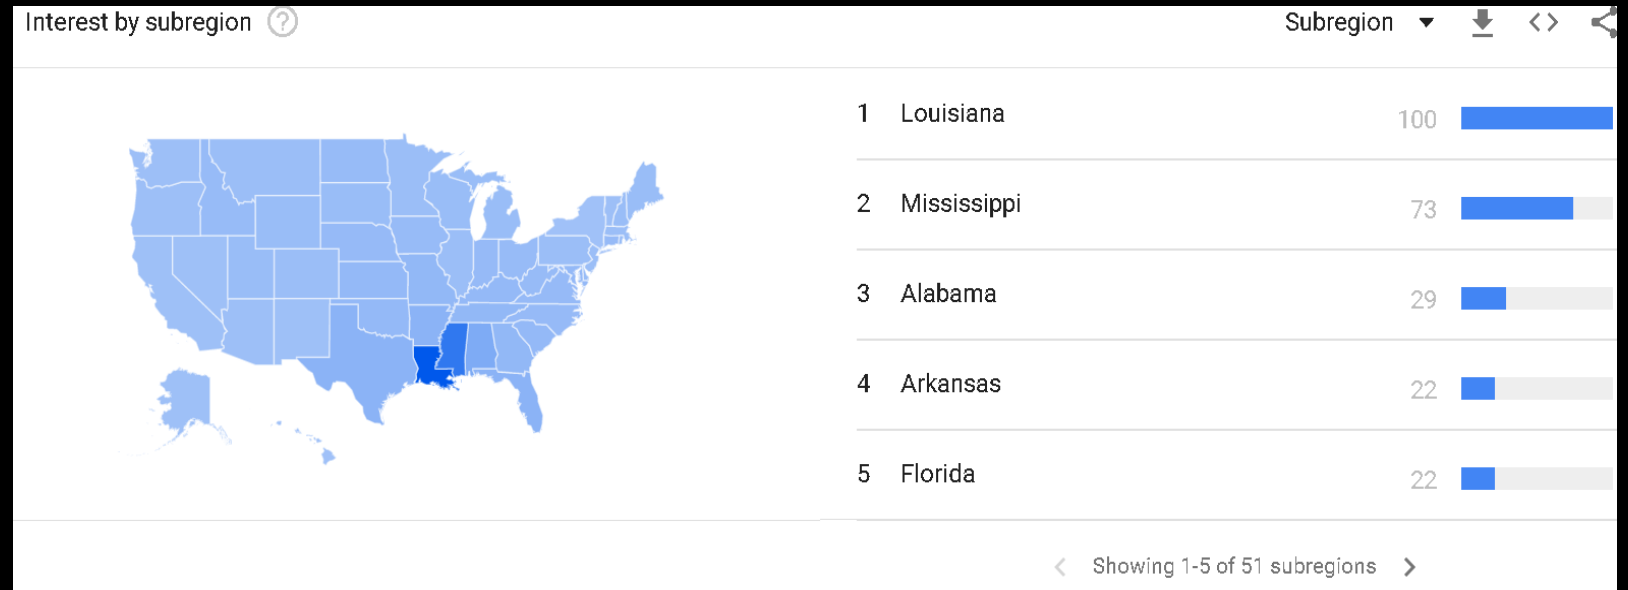 Interest by subregion ?
Subregion
1 Louisiana 100
2 Mississippi 73
3 Alabama 29
4 Arkansas 22
5 Florida 22
Showing 1-5 of 51 subregions